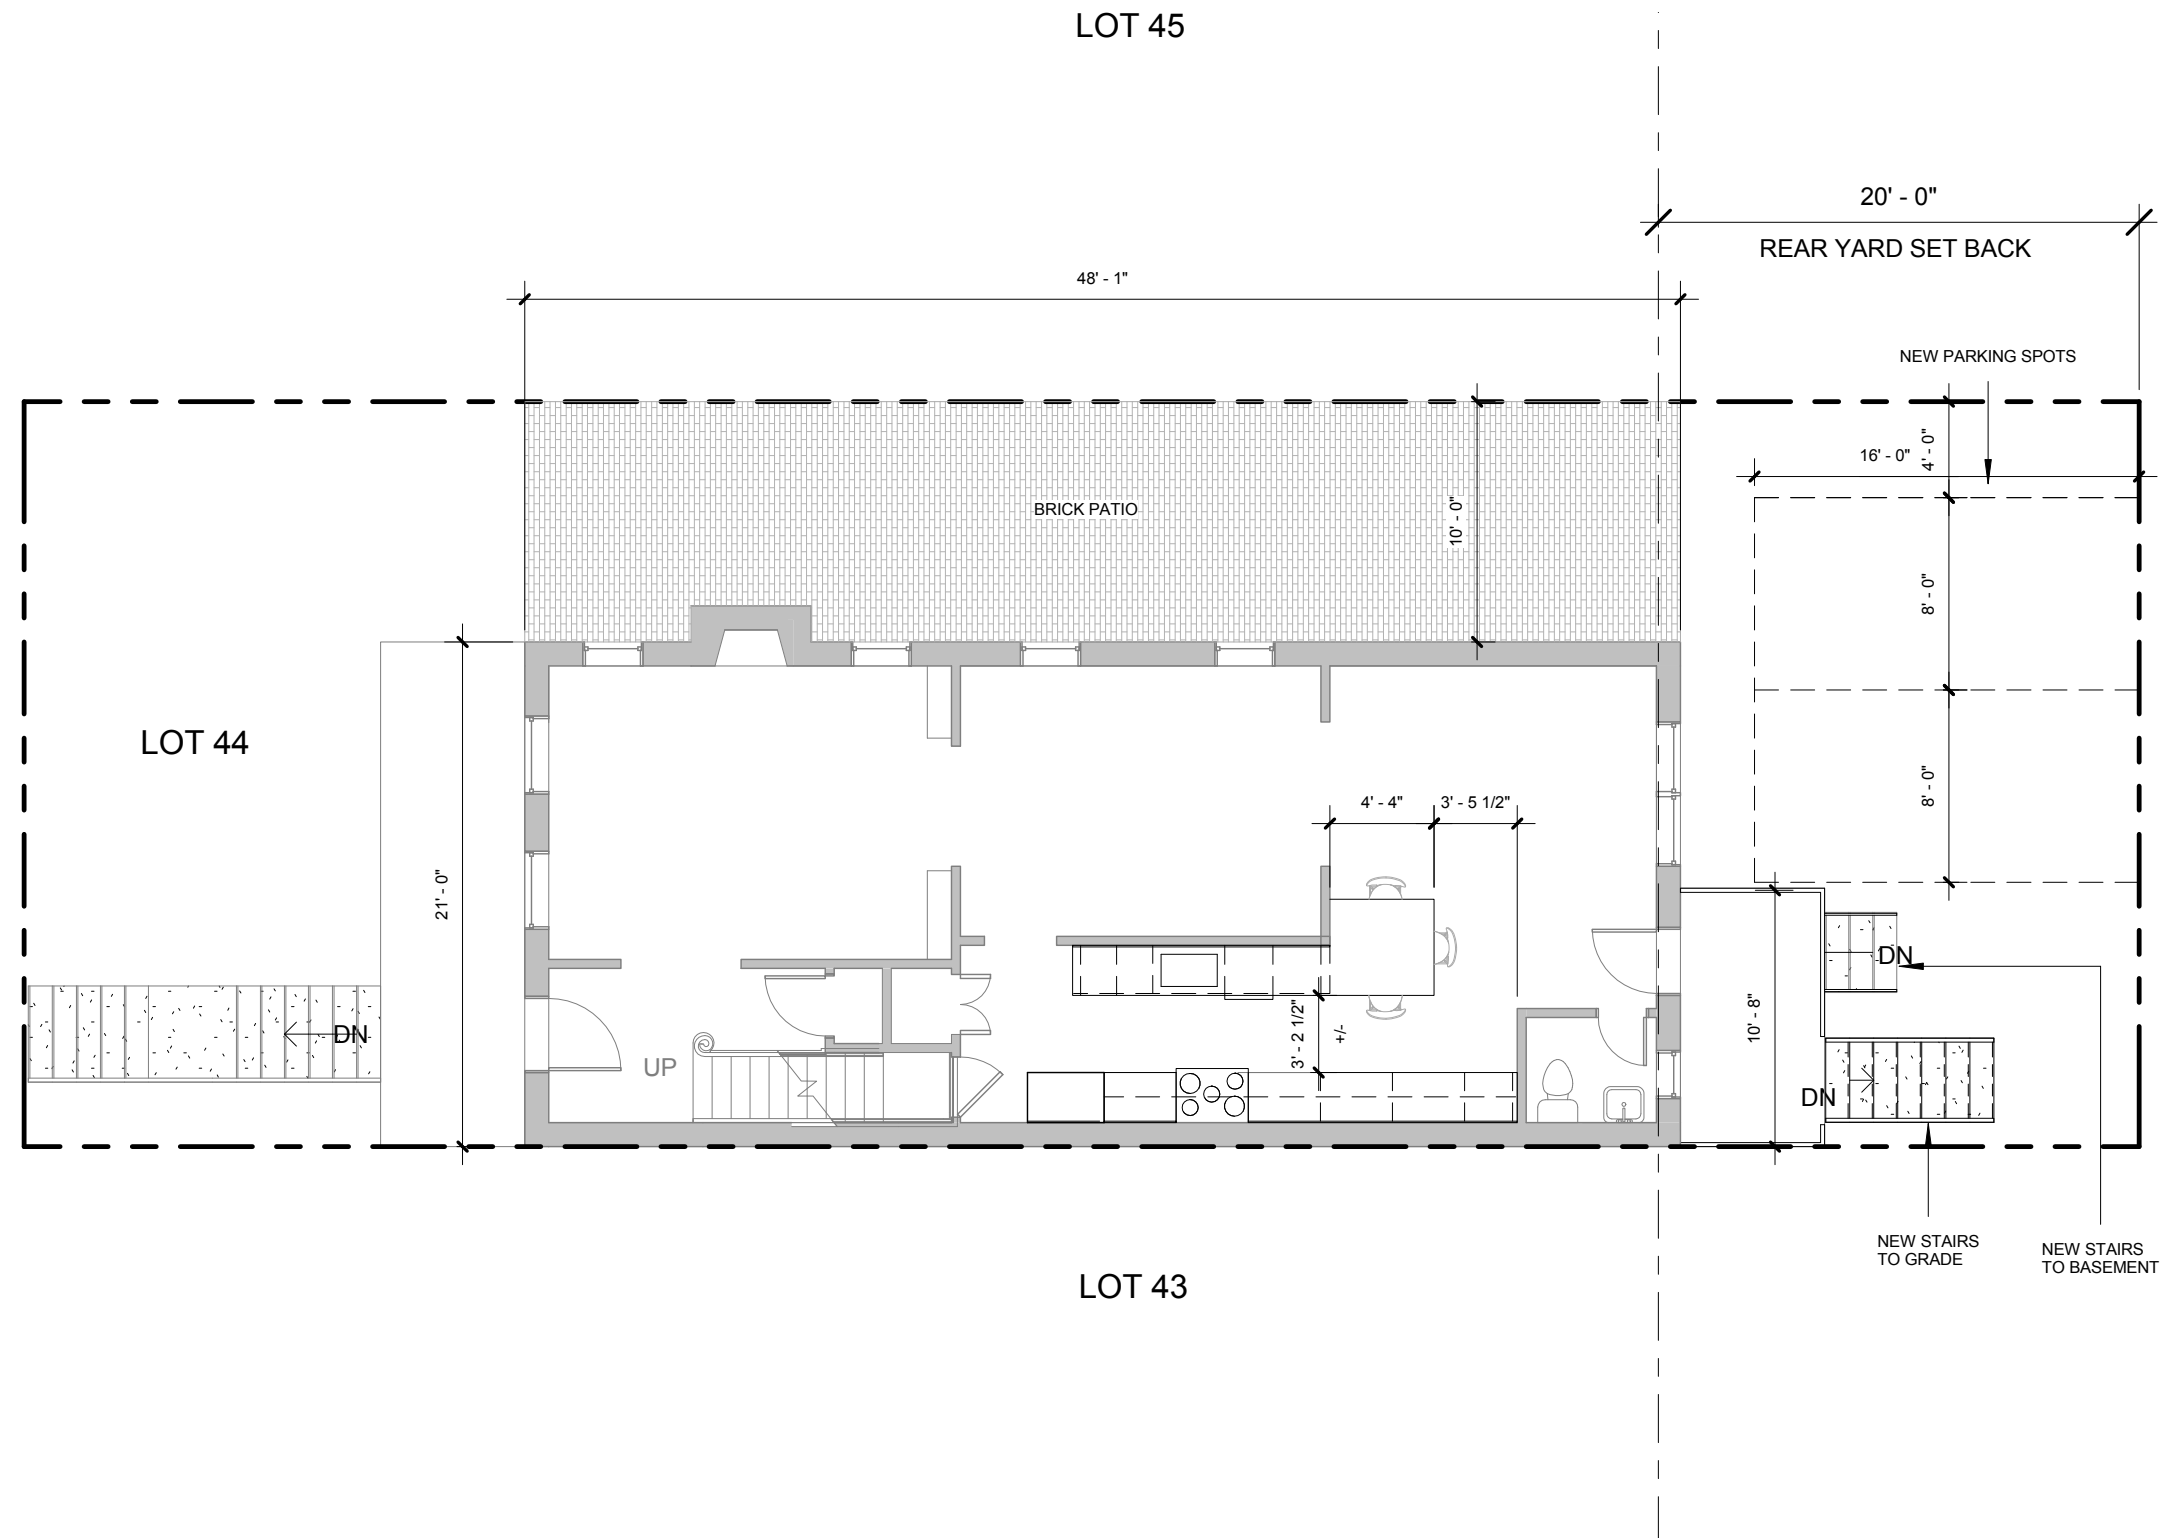 LOT 45
20' - 0"
REAR YARD SET BACK
48' - 1"
NEW PARKING SPOTS
4' - 0"
16' - 0"
BRICK PATIO
10' - 0"
8' - 0"
LOT 44
8' - 0"
4' - 4"
3' - 5 1/2"
21' - 0"
DN
10' - 8"
3' - 2 1/2"
+/-
DN
UP
DN
NEW STAIRS
TO GRADE
NEW STAIRS
TO BASEMENT
LOT 43